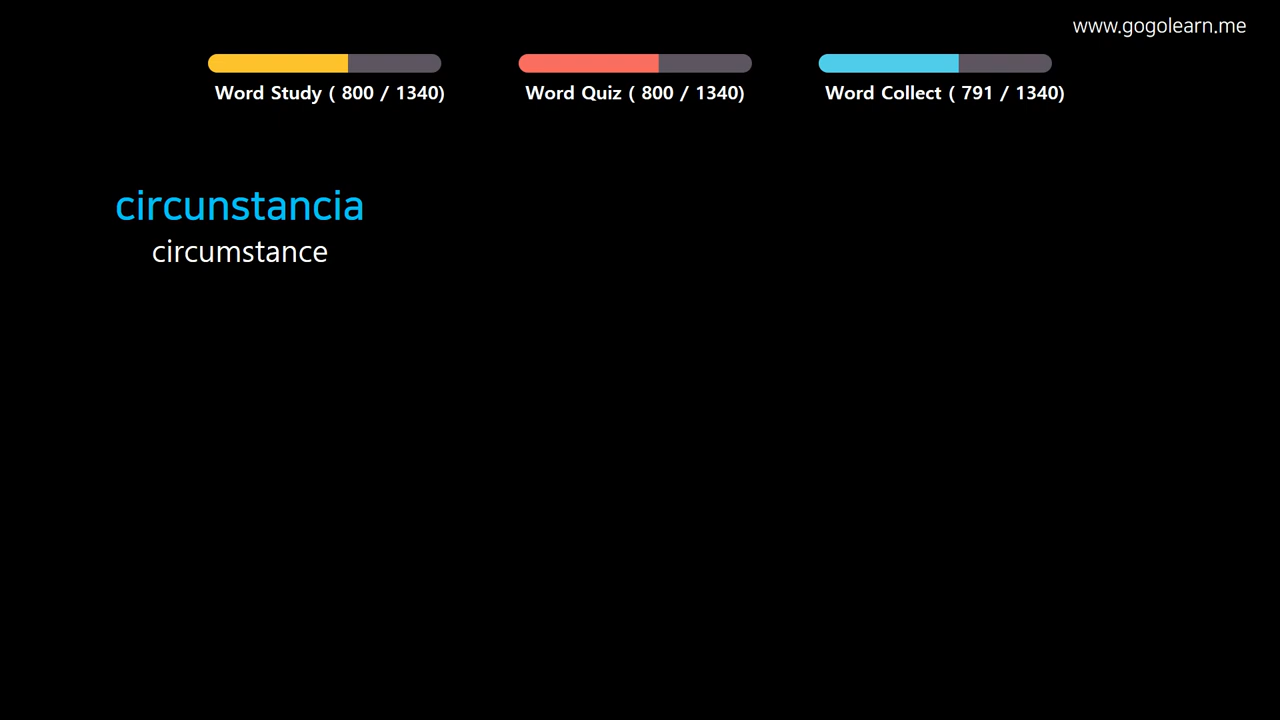 www.gogolearn.me
Word Study ( 800 / 1340)
Word Quiz ( 800 / 1340)
Word Collect ( 791 / 1340)
circunstancia
circumstance